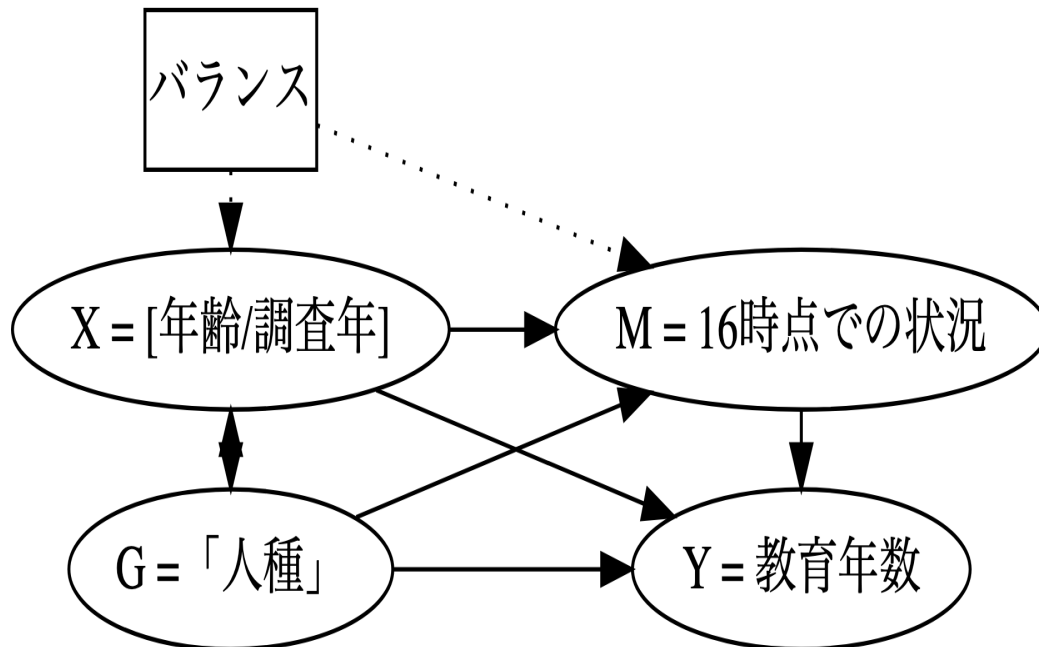 バランス
X = [年齢/調査年]
M = 16時点での状況
G = 「人種」
Y = 教育年数